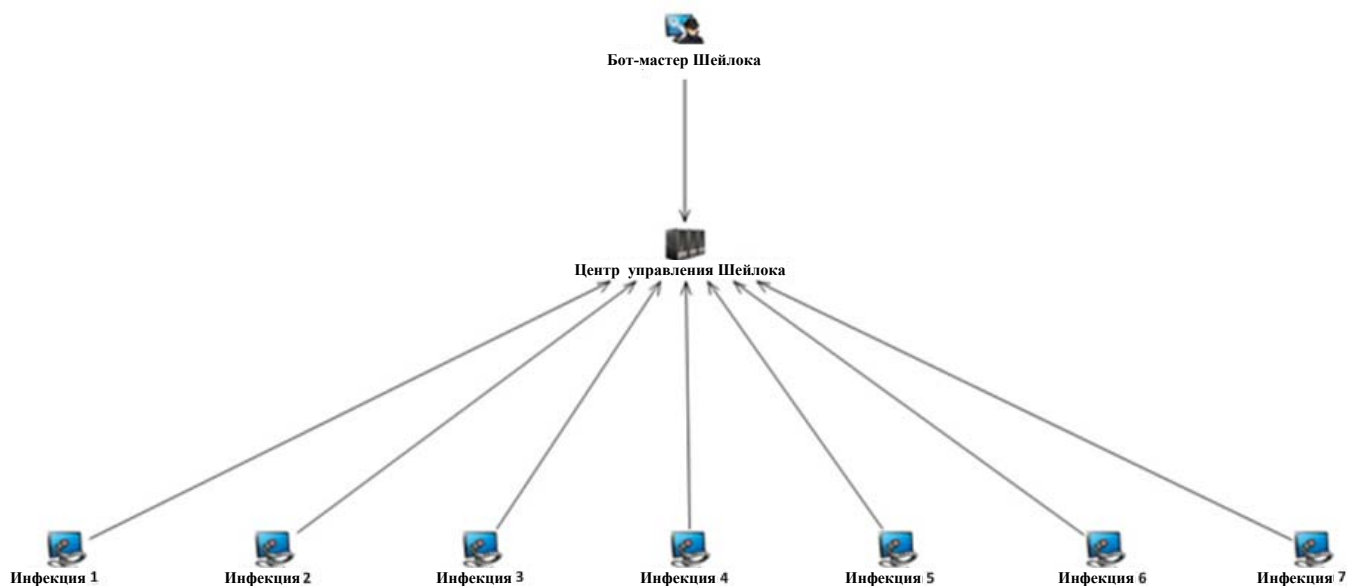 Бот-мастер Шейлока
Центр управления Шейлока
Инфекция 1
Инфекция 2
Инфекция 3
Инфекция 4
Инфекция 5
Инфекция 6
Инфекция 7